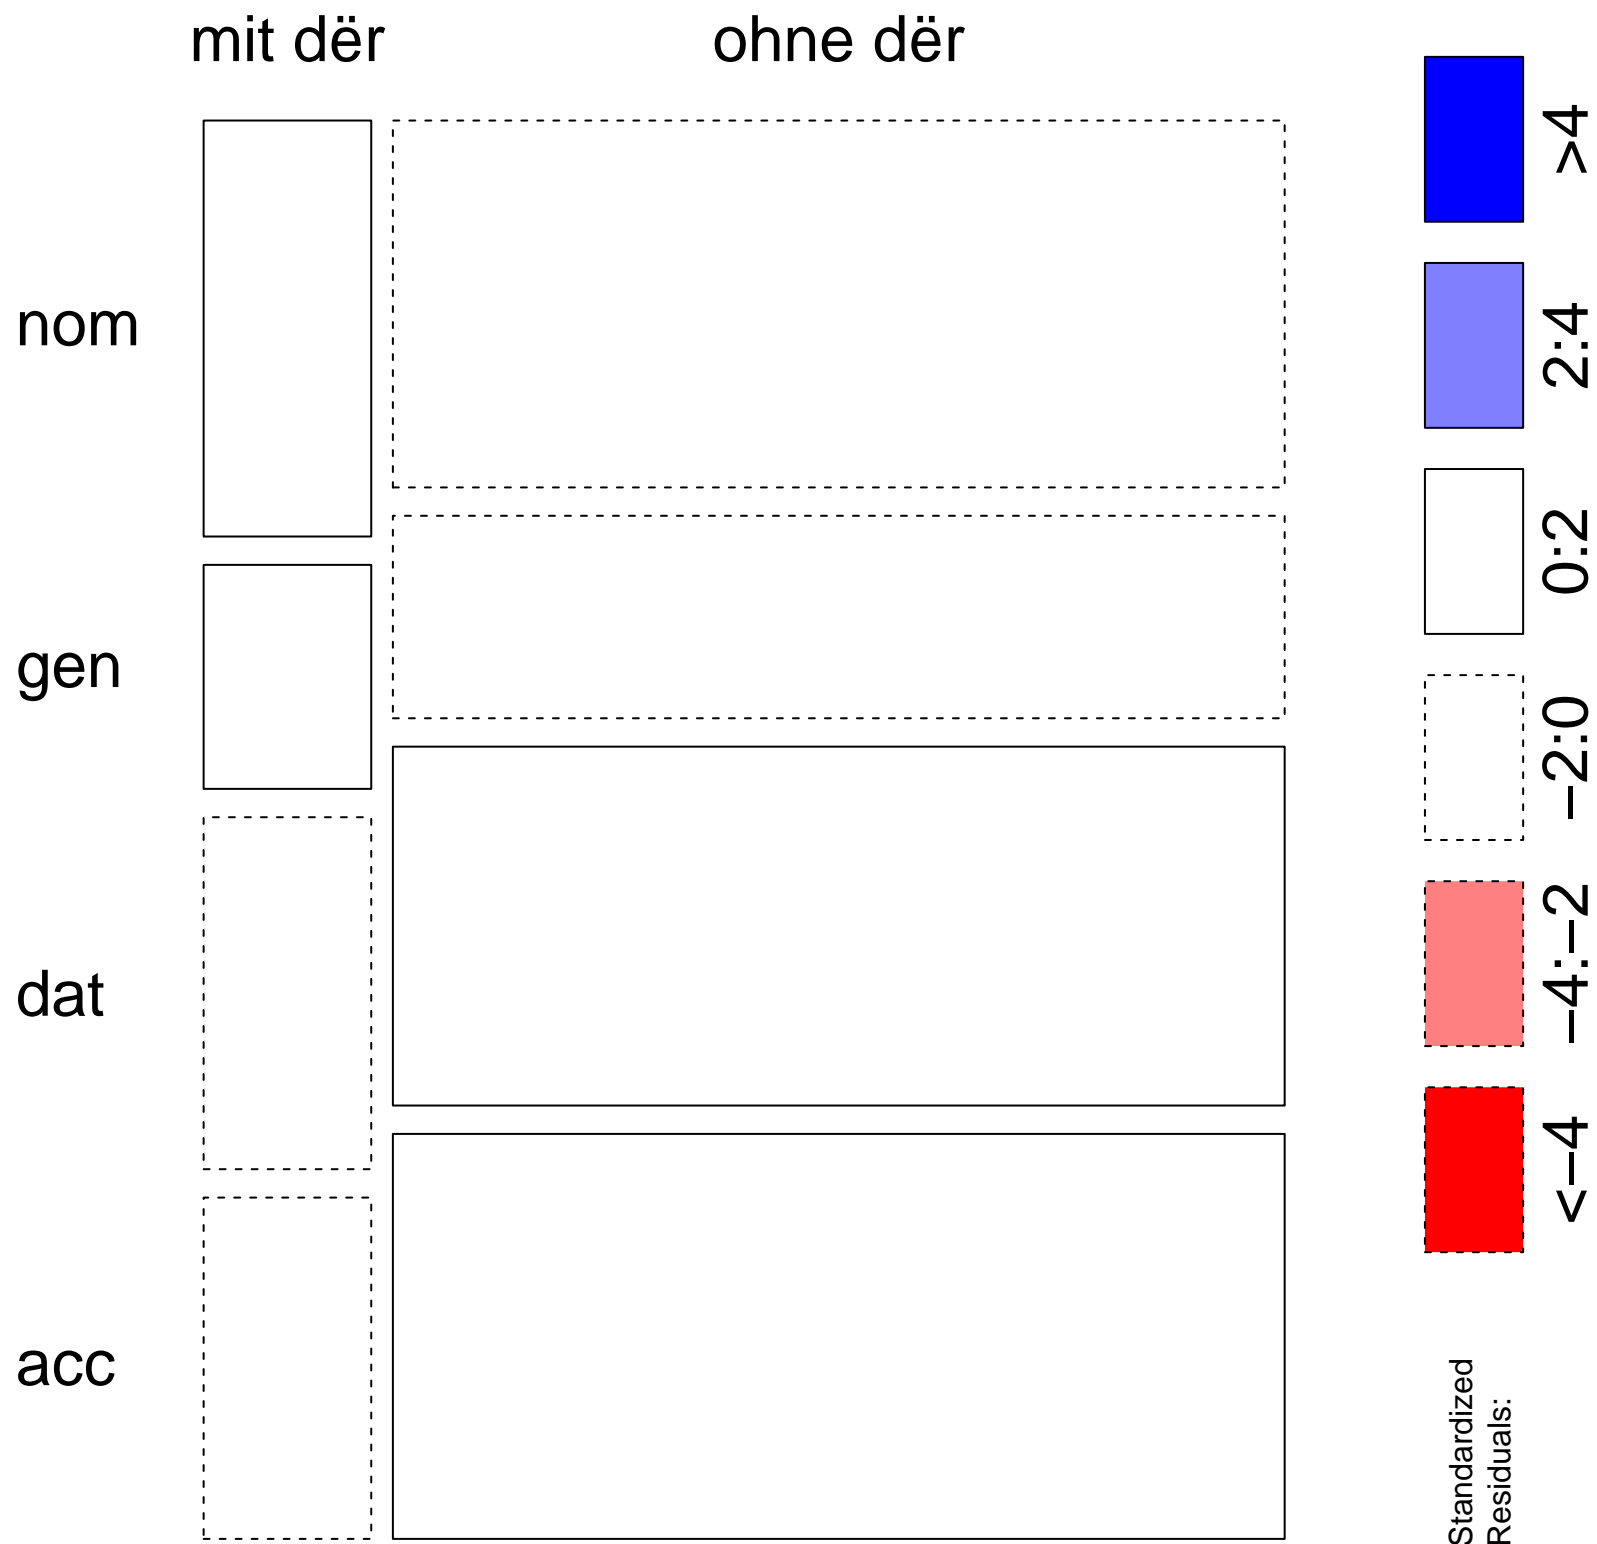 mit dër
ohne dër
nom
gen
dat
acc
>4
2:4
0:2
−2:0
−4:−2
<−4
Standardized
Residuals: